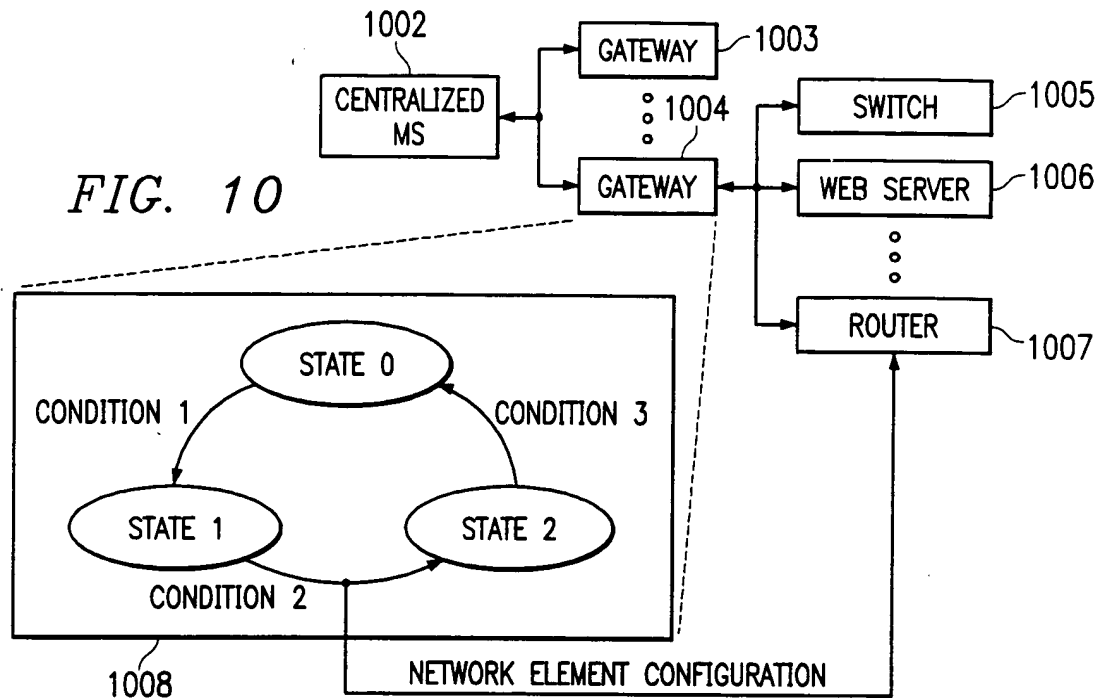 1002
GATEWAY
1003
CENTRALIZED
MS
1004
SWITCH
1005
FIG. 10
GATEWAY
WEB SERVER
1006
ROUTER
1007
STATE 0
CONDITION 1
CONDITION 3
STATE 1
STATE 2
CONDITION 2
1008
NETWORK ELEMENT CONFIGURATION